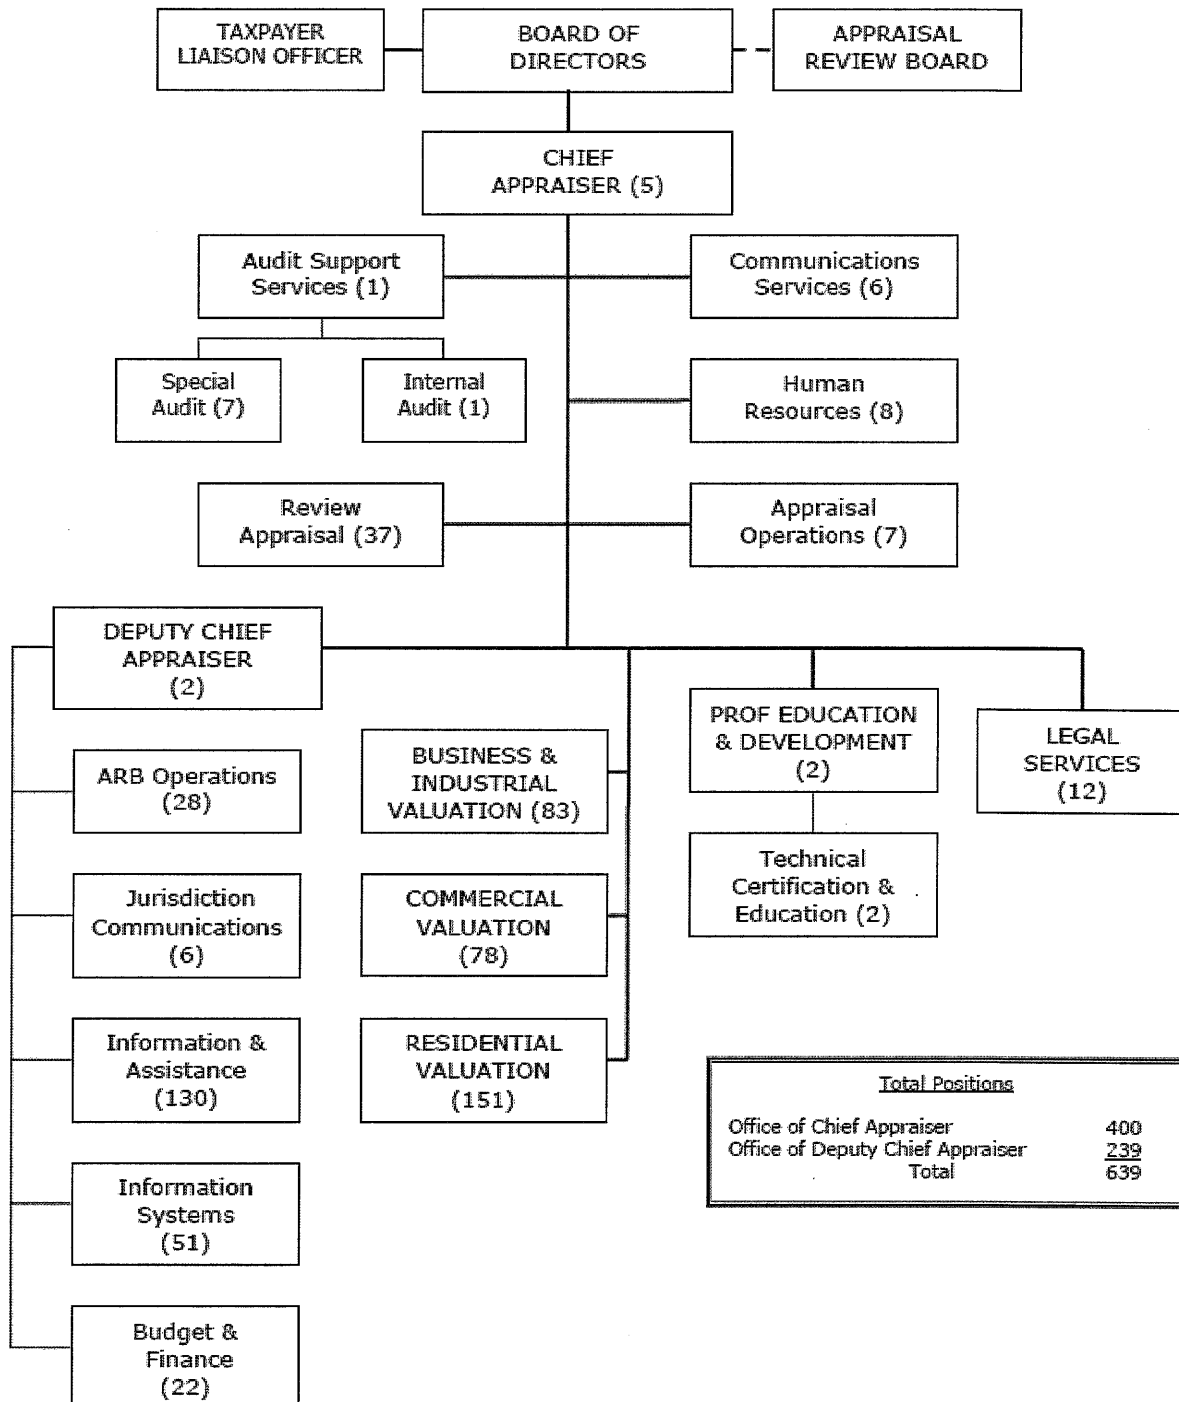 TAXPAYER
LIAISON OFFICER
BOARD OF
DIRECTORS
APPRAISAL
REVIEW BOARD
CHIEF
APPRAISER (5)
Audit Support
Services (1)
Communications
Services (6)
Special
Audit (7)
Internal
Audit (1)
Human
Resources (8)
Review
Appraisal (37)
Appraisal
Operations (7)
DEPUTY CHIEF
APPRAISER
(2)
ARB Operations
(28)
Jurisdiction
Communications
(6)
Information &
Assistance
(130)
Information
Systems
(51)
Budget &
Finance
(22)
BUSINESS &
INDUSTRIAL
VALUATION (83)
COMMERCIAL
VALUATION
(78)
RESIDENTIAL
VALUATION
(151)
PROF EDUCATION
& DEVELOPMENT
(2)
Technical
Certification &
Education (2)
LEGAL
SERVICES
(12)
Total Positions
Office of Chief Appraiser 400
Office of Deputy Chief Appraiser 239
Total 639